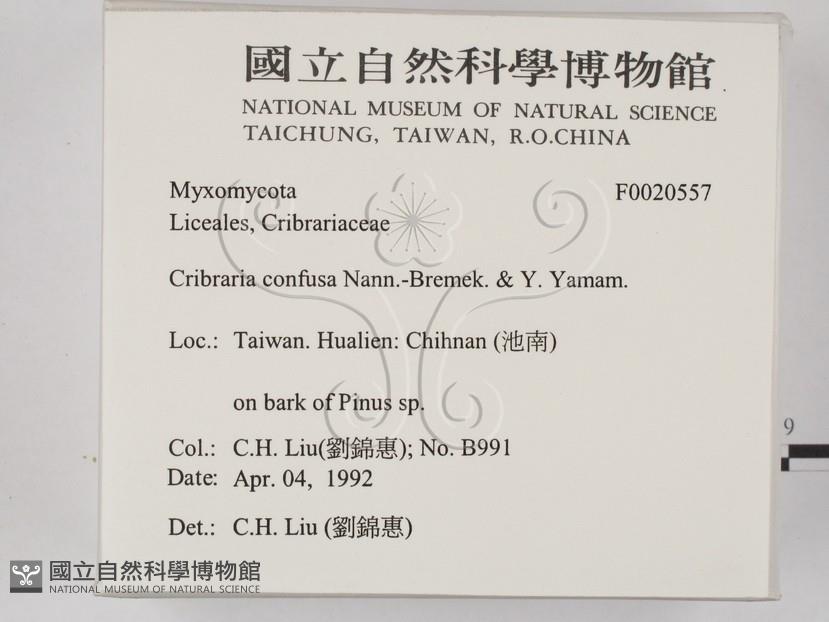 國立自然科學博物館
NATIONAL MUSEUM OF NATURAL SCIENCE
TAICHUNG, TAIWAN, R.O.CHINA
Myxomycota F0020557
Liceales, Cribrariaceae
Cribraria confusa Nann.-Bremek. & Y. Yamam.
Loc.: Taiwan. Hualien: Chihnan (池南)
on bark of Pinus sp.
Col.: C.H. Liu(劉錦惠); No. B991
Date: Apr. 04, 1992
Det.: C.H. Liu (劉錦惠)
9
國立自然科學博物館
NATIONAL MUSEUM OF NATURAL SCIENCE